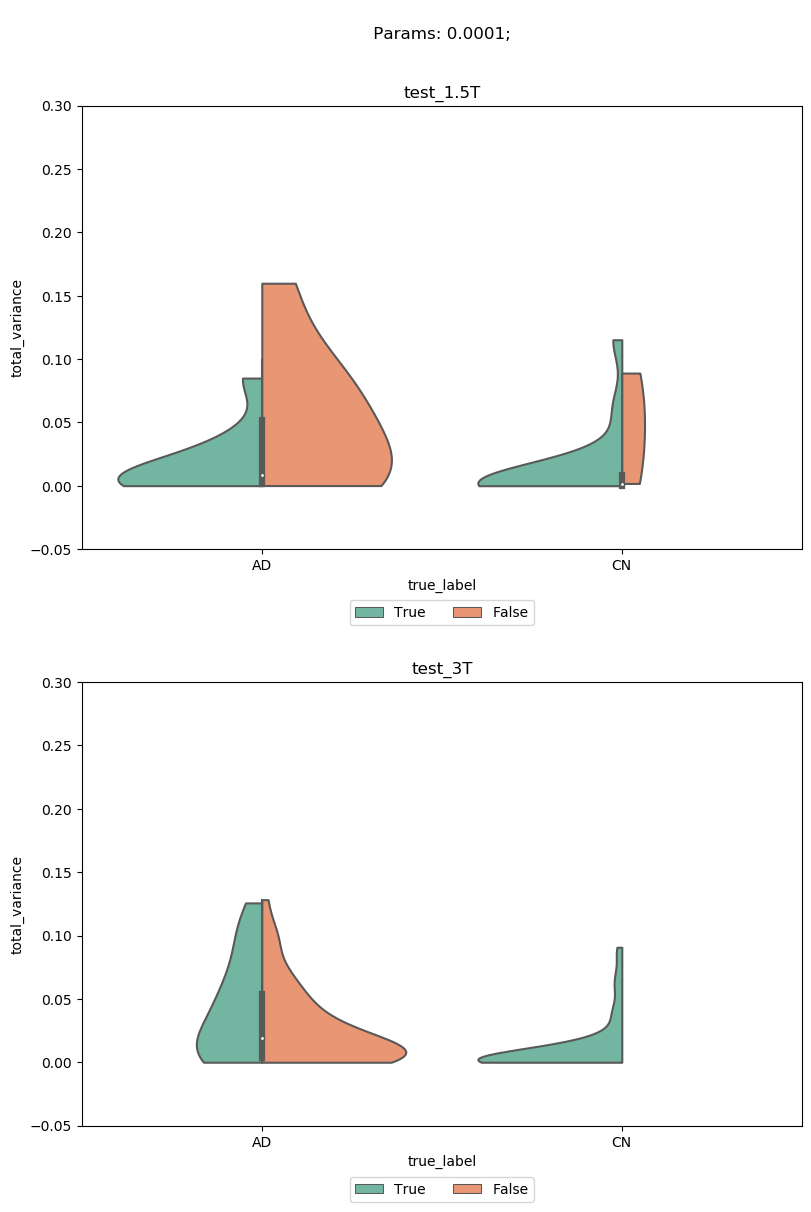 Params: 0.0001;
test_1.5T
0.30
0.25
0.20
0.15
0.10
0.05
0.00
−0.05
total_variance
AD
CN
true_label
True
False
test_3T
0.30
0.25
0.20
0.15
0.10
0.05
0.00
−0.05
total_variance
AD
CN
true_label
True
False